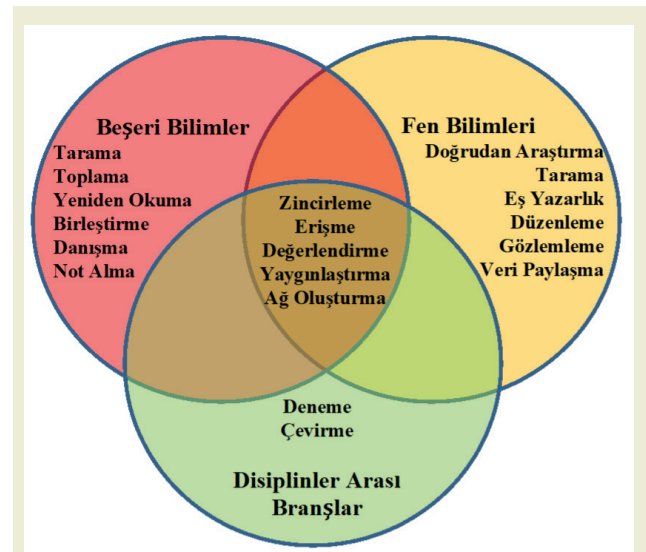 Beşeri Bilimler
Tarama
Toplama
Yeniden Okuma
Birleştirme
Danışma
Not Alma
Fen Bilimleri
Doğrudan Araştırma
Tarama
Eş Yazarlık
Düzenleme
Gözlemleme
Veri Paylaşma
Zincirleme
Erişme
Değerlendirme
Yaygınlaştırma
Ağ Oluşturma
Deneme
Çevirme
Disiplinler Arası
Branşlar